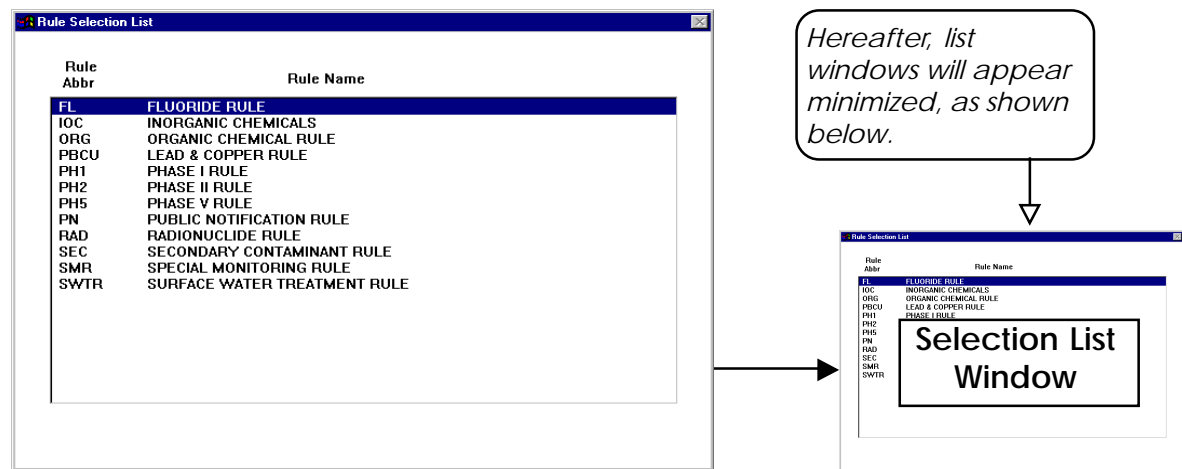 Rule Selection List
Rule
Abbr
Rule Name
FL FLUORIDE RULE
IOC INORGANIC CHEMICALS
ORG ORGANIC CHEMICAL RULE
PBCU LEAD & COPPER RULE
PH1 PHASE I RULE
PH2 PHASE II RULE
PH5 PHASE V RULE
PN PUBLIC NOTIFICATION RULE
RAD RADIONUCLIDE RULE
SEC SECONDARY CONTAMINANT RULE
SMR SPECIAL MONITORING RULE
SWTR SURFACE WATER TREATMENT RULE
Hereafter, list
windows will appear
minimized, as shown
below.
Rule Selection List
Rule
Abbr
Rule Name
FL FLUORIDE RULE
IOC INORGANIC CHEMICALS
ORG ORGANIC CHEMICAL RULE
PBCU LEAD & COPPER RULE
PH1 PHASE I RULE
PH2
PH5
PN
RAD
SEC
SMR
SWTR
Selection List
Window